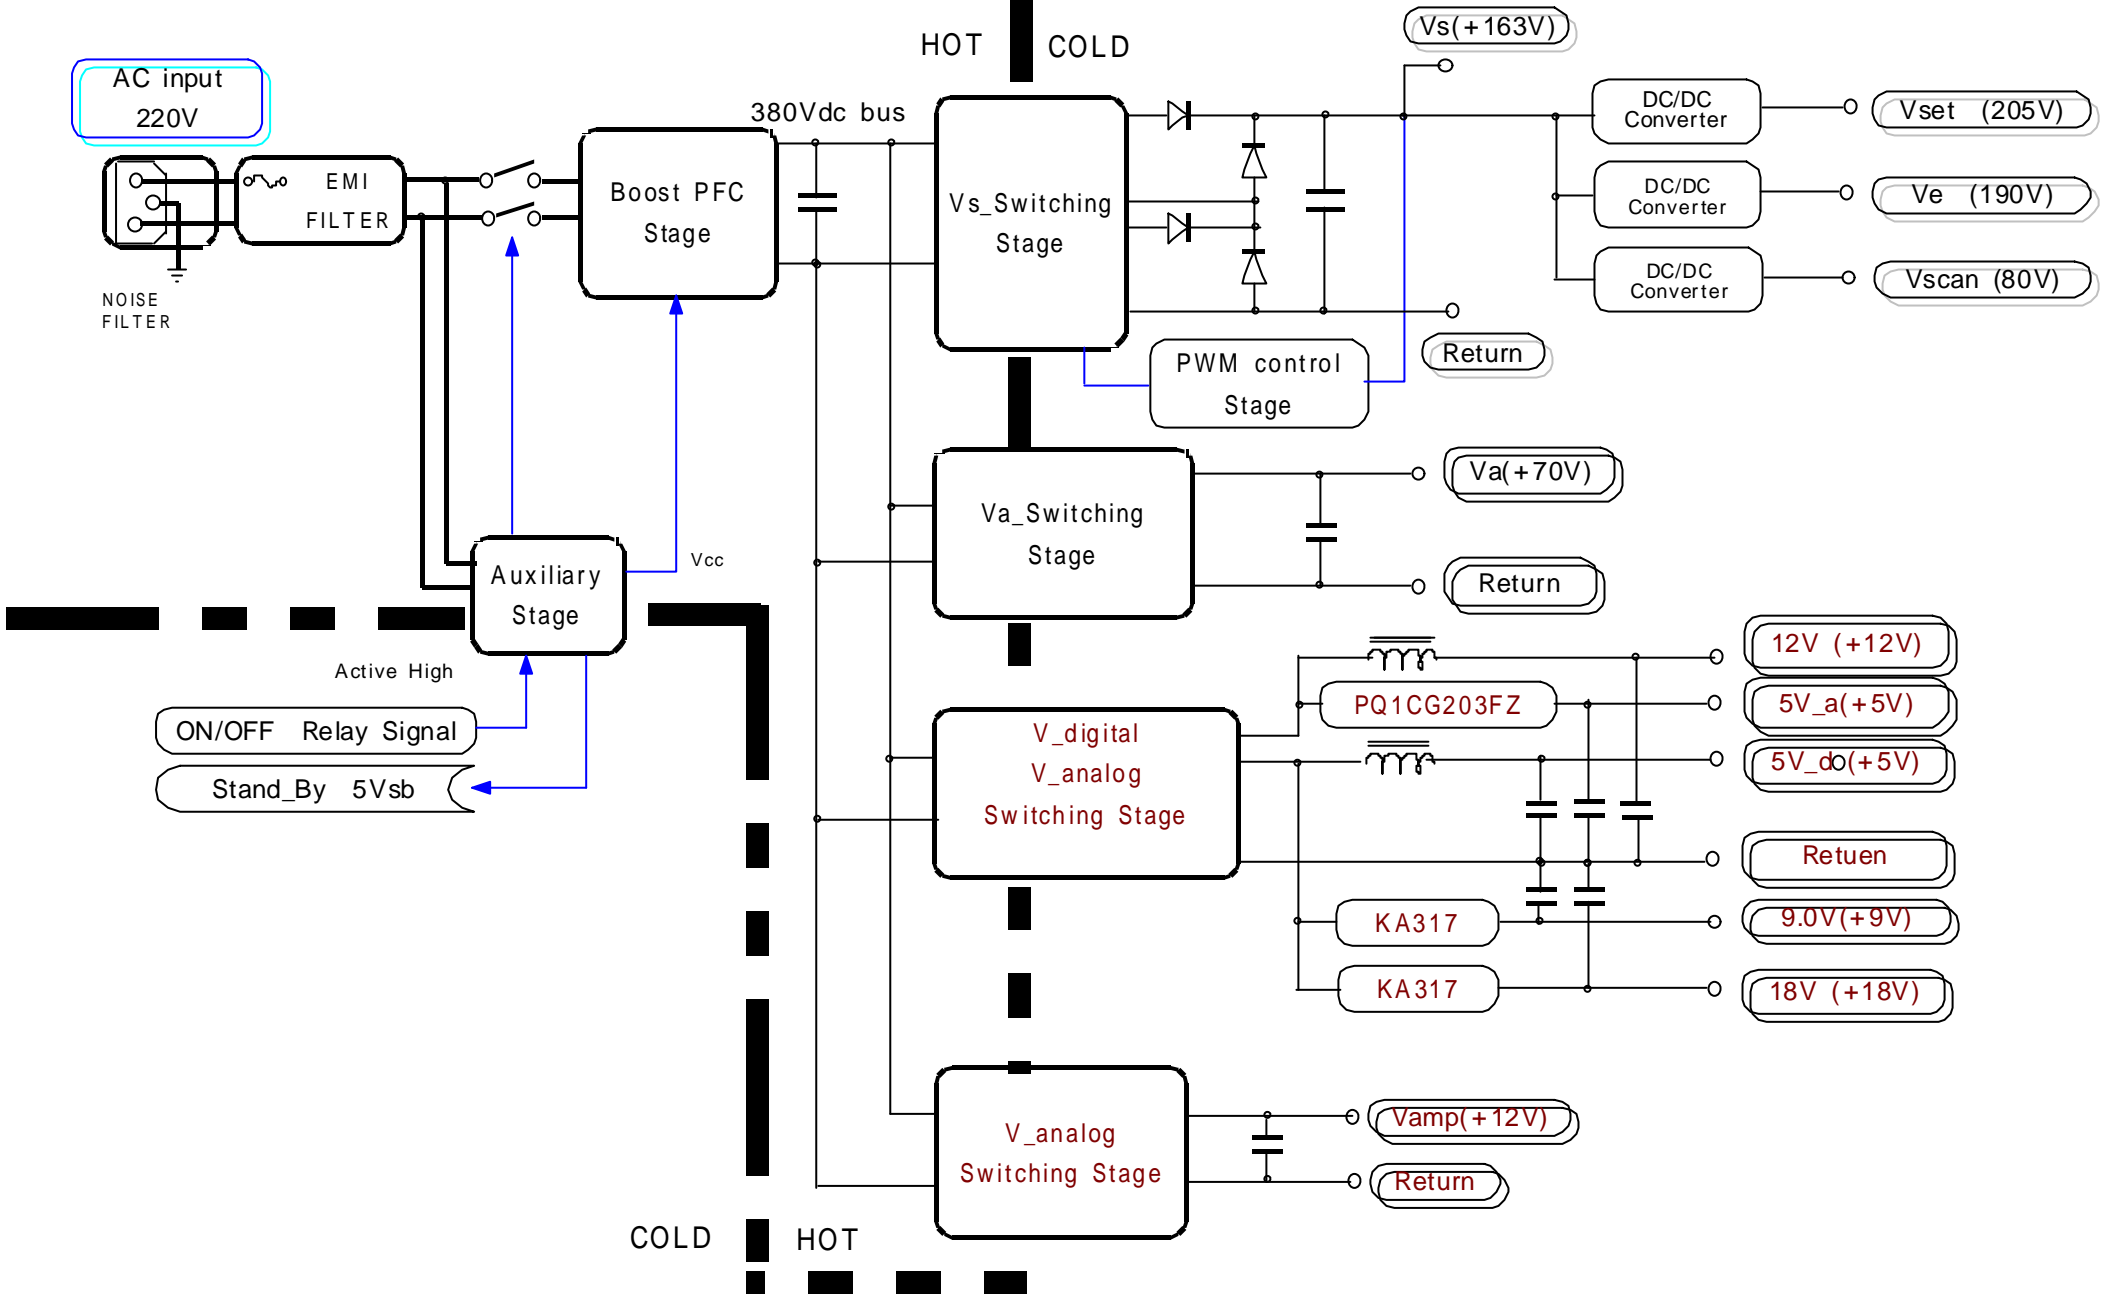 HOT
COLD
Vs(+163V)
AC input
220V
380Vdc bus
DC/DC
Converter
Vset (205V)
EMI
FILTER
Boost PFC
Stage
Vs_Switching
Stage
DC/DC
Converter
Ve (190V)
DC/DC
Converter
Vscan (80V)
NOISE
FILTER
PWM control
Stage
Return
Va(+70V)
Va_Switching
Stage
Vcc
Auxiliary
Stage
Return
Active High
12V (+12V)
ON/OFF Relay Signal
PQ1CG203FZ
5V_a(+5V)
V_digital
V_analog
Switching Stage
5V_do(+5V)
Stand_By 5Vsb
Retuen
KA317
9.0V(+9V)
KA317
18V (+18V)
V_analog
Switching Stage
Vamp(+12V)
Return
COLD
HOT